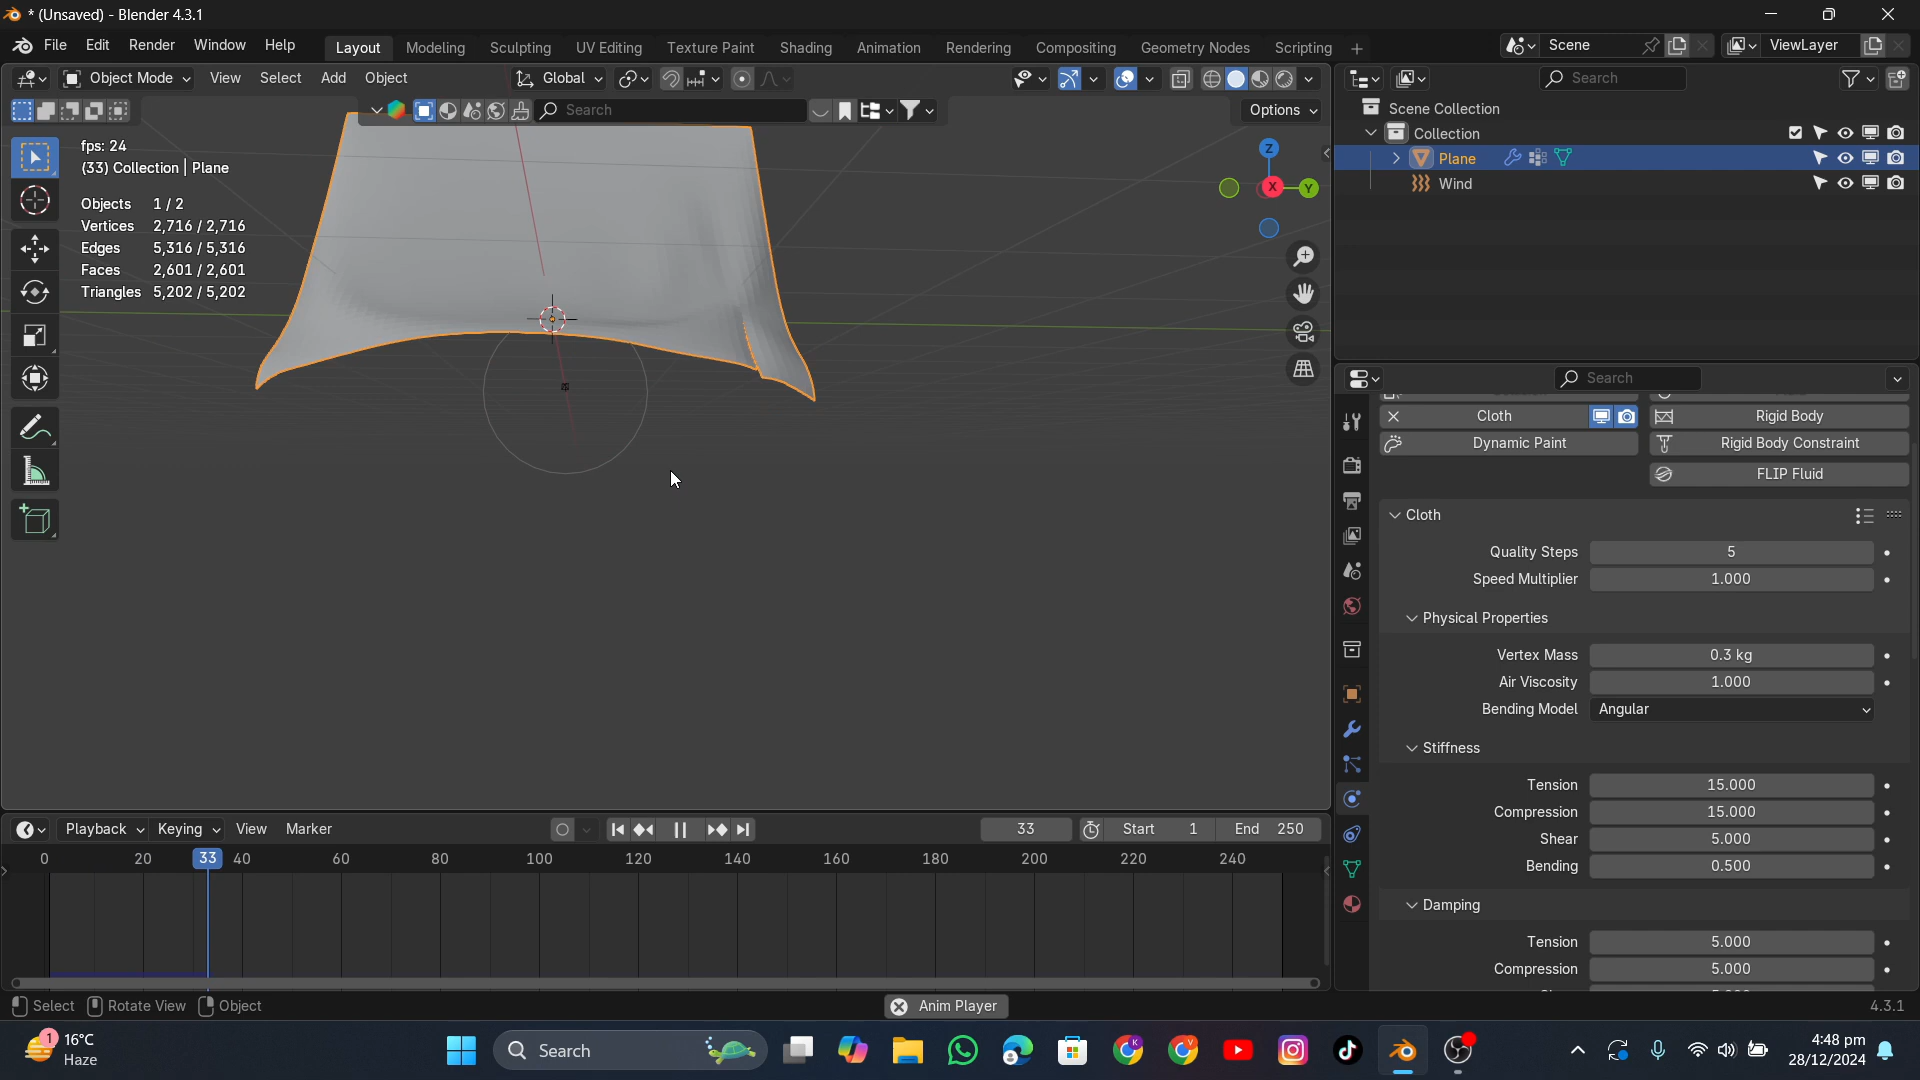 * (Unsaved) - Blender 4.3.1
File Edit Render Window Help Layout Modeling Sculpting UV Editing Texture Paint Shading Animation Rendering Compositing Geometry Nodes Scripting + Scene ViewLayer
Object Mode View Select Add Object Global Search
Search Options
Scene Collection
Collection
Plane
Wind
fps: 24
(33) Collection | Plane
Objects 1 / 2
Vertices 2,716 / 2,716
Edges 5,316 / 5,316
Faces 2,601 / 2,601
Triangles 5,202 / 5,202
Z
X
Y
Search
Cloth Rigid Body
Dynamic Paint Rigid Body Constraint
FLIP Fluid
Cloth
Quality Steps 5
Speed Multiplier 1.000
Physical Properties
Vertex Mass 0.3 kg
Air Viscosity 1.000
Bending Model Angular
Stiffness
Tension 15.000
Compression 15.000
Shear 5.000
Bending 0.500
Damping
Tension 5.000
Compression 5.000
Playback Keying View Marker 33 Start 1 End 250
0 20 33 40 60 80 100 120 140 160 180 200 220 240
Select Rotate View Object Anim Player 4.3.1
1 16°C
Haze
Search
K
V
4:48 pm
28/12/2024